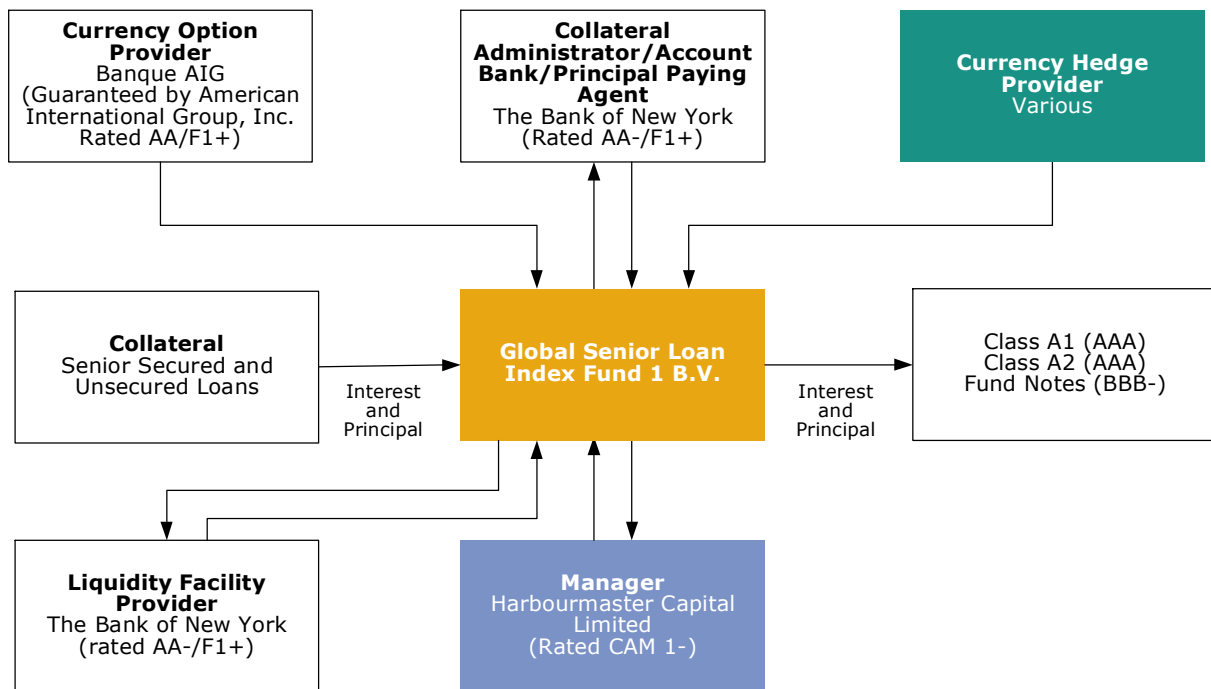 Currency Option
Provider
Banque AIG
(Guaranteed by American
International Group, Inc.
Rated AA/F1+)
Collateral
Administrator/Account
Bank/Principal Paying
Agent
The Bank of New York
(Rated AA-/F1+)
Currency Hedge
Provider
Various
Collateral
Senior Secured and
Unsecured Loans
Interest
and
Principal
Global Senior Loan
Index Fund 1 B.V.
Interest
and
Principal
Class A1 (AAA)
Class A2 (AAA)
Fund Notes (BBB-)
Liquidity Facility
Provider
The Bank of New York
(rated AA-/F1+)
Manager
Harbourmaster Capital
Limited
(Rated CAM 1-)